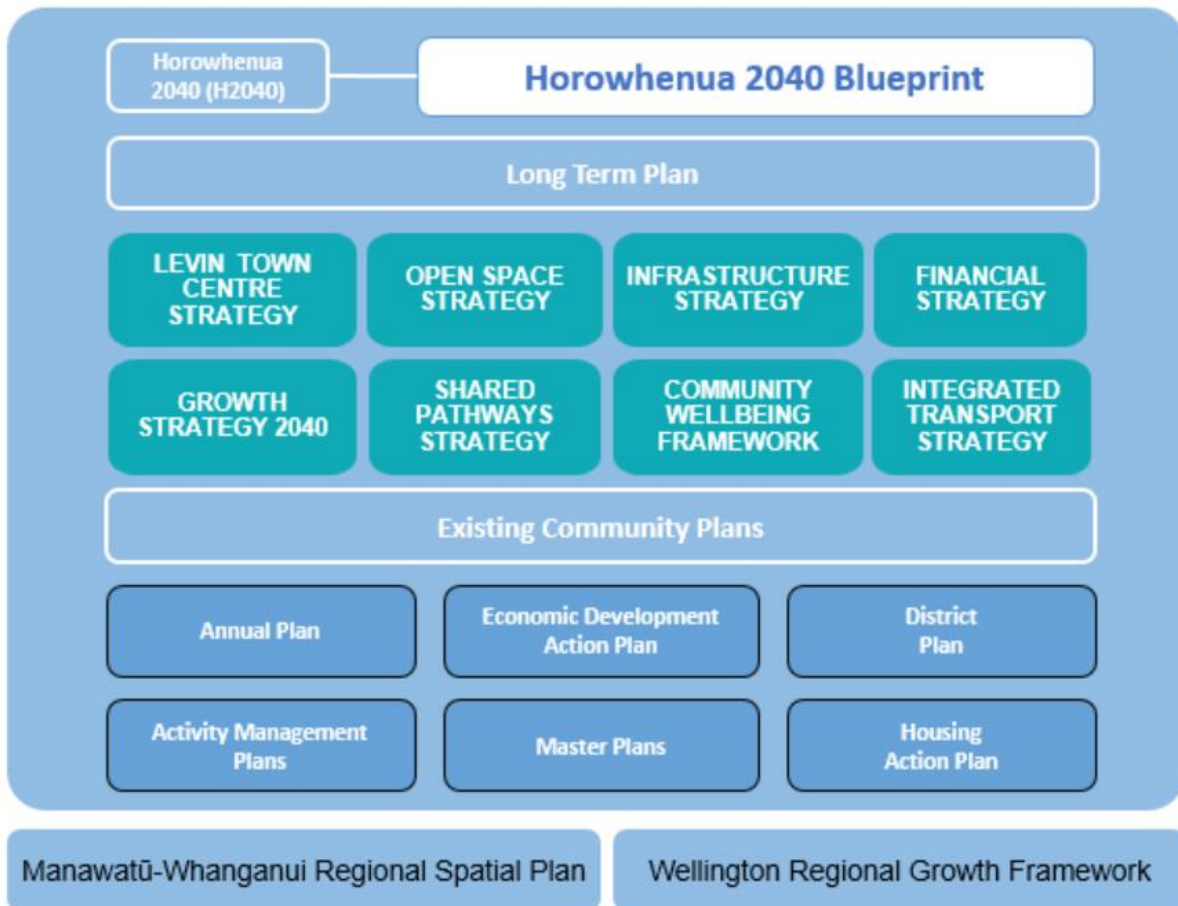 Horowhenua
2040 (H2040)
Horowhenua 2040 Blueprint
Long Term Plan
LEVIN TOWN
CENTRE
STRATEGY
OPEN SPACE
STRATEGY
INFRASTRUCTURE
STRATEGY
FINANCIAL
STRATEGY
GROWTH
STRATEGY 2040
SHARED
PATHWAYS
STRATEGY
COMMUNITY
WELLBEING
FRAMEWORK
INTEGRATED
TRANSPORT
STRATEGY
Existing Community Plans
Annual Plan
Economic Development
Action Plan
District
Plan
Activity Management
Plans
Master Plans
Housing
Action Plan
Manawatū-Whanganui Regional Spatial Plan
Wellington Regional Growth Framework